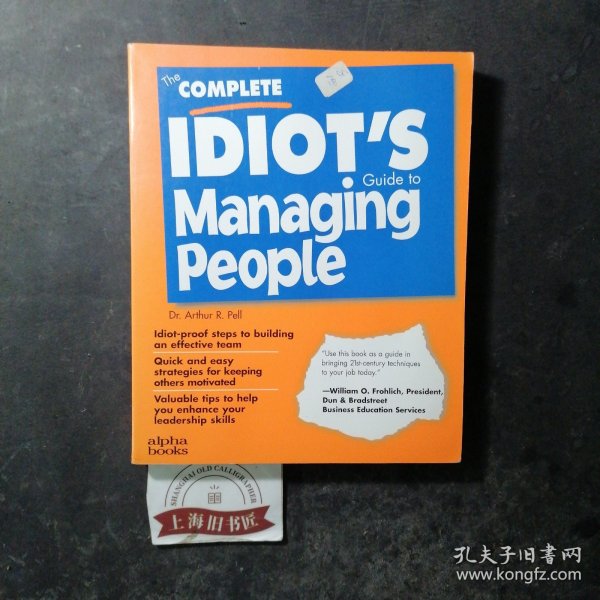 The
COMPLETE
IDIOT'S
Guide to
Managing
People
Dr. Arthur R. Pell
Idiot-proof steps to building
an effective team
Quick and easy
strategies for keeping
others motivated
Valuable tips to help
you enhance your
leadership skills
"Use this book as a guide in
bringing 21st-century techniques
to your job today."
—William O. Frohlich, President,
Dun & Bradstreet
Business Education Services
alpha
books
SHANGHAI OLD CALLIGRAPHER
上海旧书匠
孔夫子旧书网
www.kongfz.com